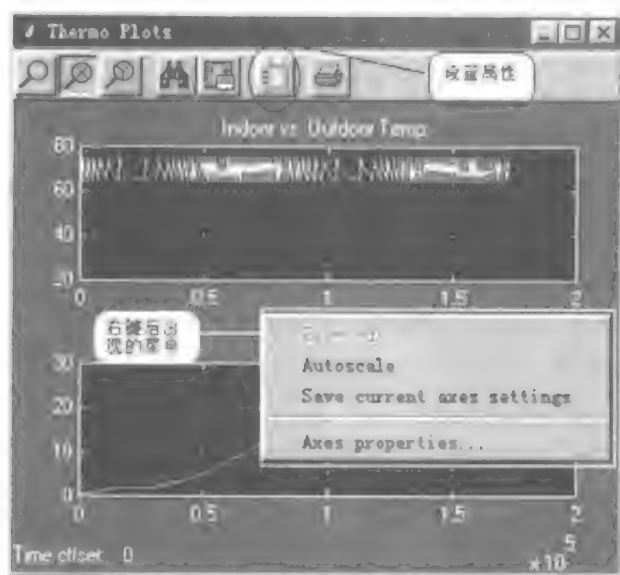 Thermo Plots
设置属性
Indoor vs. Outdoor Temp.
80
60
40
20
0
0.5
1
1.5
2
右键后出
现的菜单
Autoscale
Save current axes settings
Axes properties...
30
20
10
0
0
0.5
1
1.5
2
Time offset: 0
×10
5